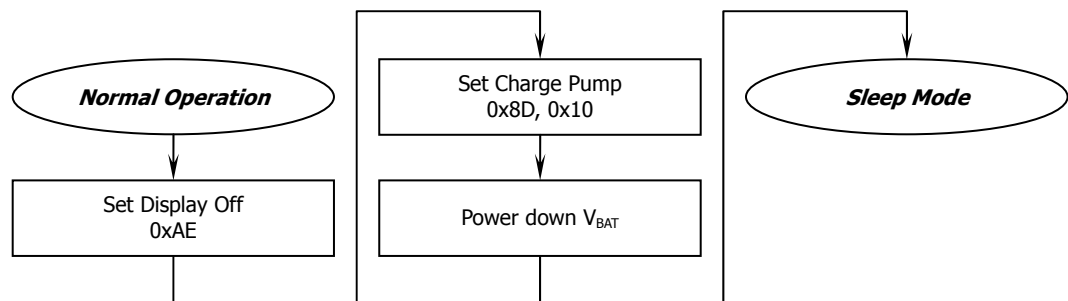 Normal Operation
Set Display Off
0xAE
Set Charge Pump
0x8D, 0x10
Power down VBAT
Sleep Mode